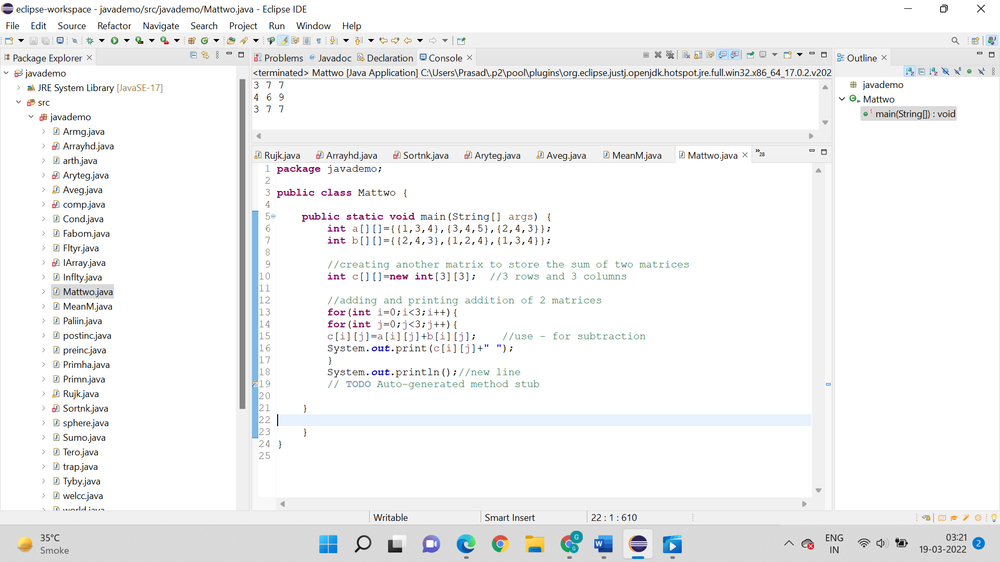 eclipse-workspace - javademo/src/javademo/Mattwo.java - Eclipse IDE
File Edit Source Refactor Navigate Search Project Run Window Help
Package Explorer
javademo
JRE System Library [JavaSE-17]
src
javademo
Armg.java
Arrayhd.java
arth.java
Aryteg.java
Aveg.java
comp.java
Cond.java
Fabom.java
Fltyr.java
IArray.java
Inflty.java
Mattwo.java
MeanM.java
Paliin.java
postinc.java
preinc.java
Primha.java
Primn.java
Rujk.java
Sortnk.java
sphere.java
Sumo.java
Tero.java
trap.java
Tyby.java
welcc.java
world.java
Problems @ Javadoc Declaration Console
<terminated> Mattwo [Java Application] C:\Users\Prasad\.p2\pool\plugins\org.eclipse.justj.openjdk.hotspot.jre.full.win32.x86_64_17.0.2.v202
3 7 7
4 6 9
3 7 7
Rujk.java Arrayhd.java Sortnk.java Aryteg.java Aveg.java MeanM.java Mattwo.java »28
1 package javademo;
2
3 public class Mattwo {
4
5 public static void main(String[] args) {
6 int a[][]={{1,3,4},{3,4,5},{2,4,3}};
7 int b[][]={{2,4,3},{1,2,4},{1,3,4}};
8
9 //creating another matrix to store the sum of two matrices
10 int c[][]=new int[3][3];  //3 rows and 3 columns
11
12 //adding and printing addition of 2 matrices
13 for(int i=0;i<3;i++){
14 for(int j=0;j<3;j++){
15 c[i][j]=a[i][j]+b[i][j];    //use - for subtraction
16 System.out.print(c[i][j]+" ");
17 }
18 System.out.println();//new line
19 // TODO Auto-generated method stub
20
21 }
22
23 }
24 }
25
Outline
javademo
Mattwo
main(String[]) : void
Writable Smart Insert 22 : 1 : 610
35°C
Smoke
G
G
W
ENG
IN
03:21
19-03-2022
2